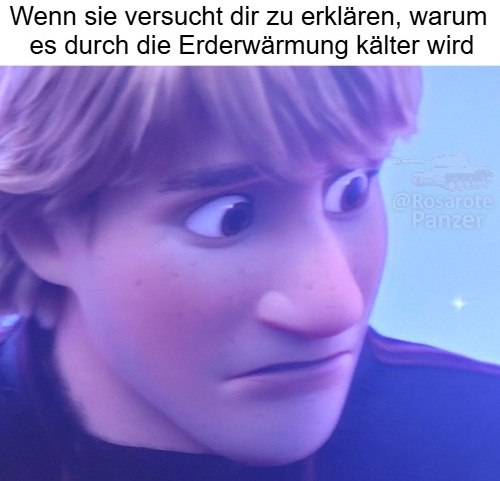 Wenn sie versucht dir zu erklären, warum
es durch die Erderwärmung kälter wird
@Rosarote
Panzer